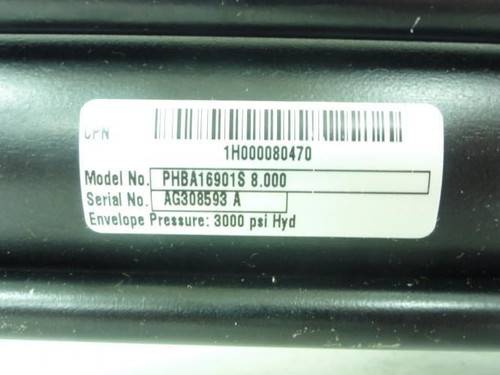 CPN
1H000080470
Model No. PHBA16901S 8.000
Serial No. AG308593 A
Envelope Pressure: 3000 psi Hyd